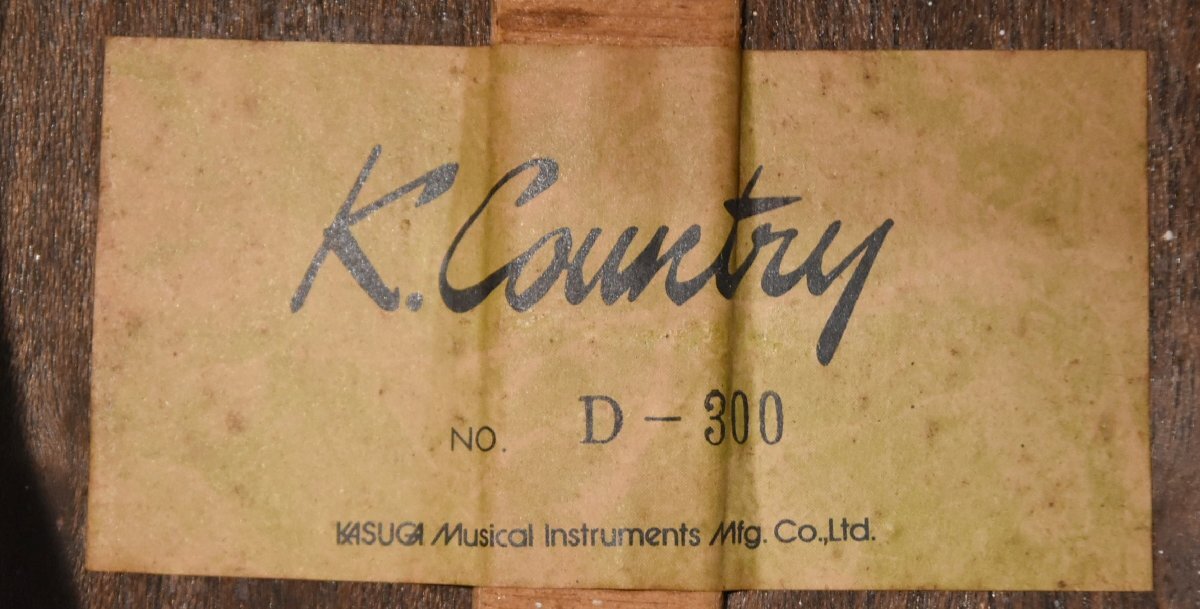 K. Country
NO. D-300
KASUGA Musical Instruments Mfg. Co.,Ltd.